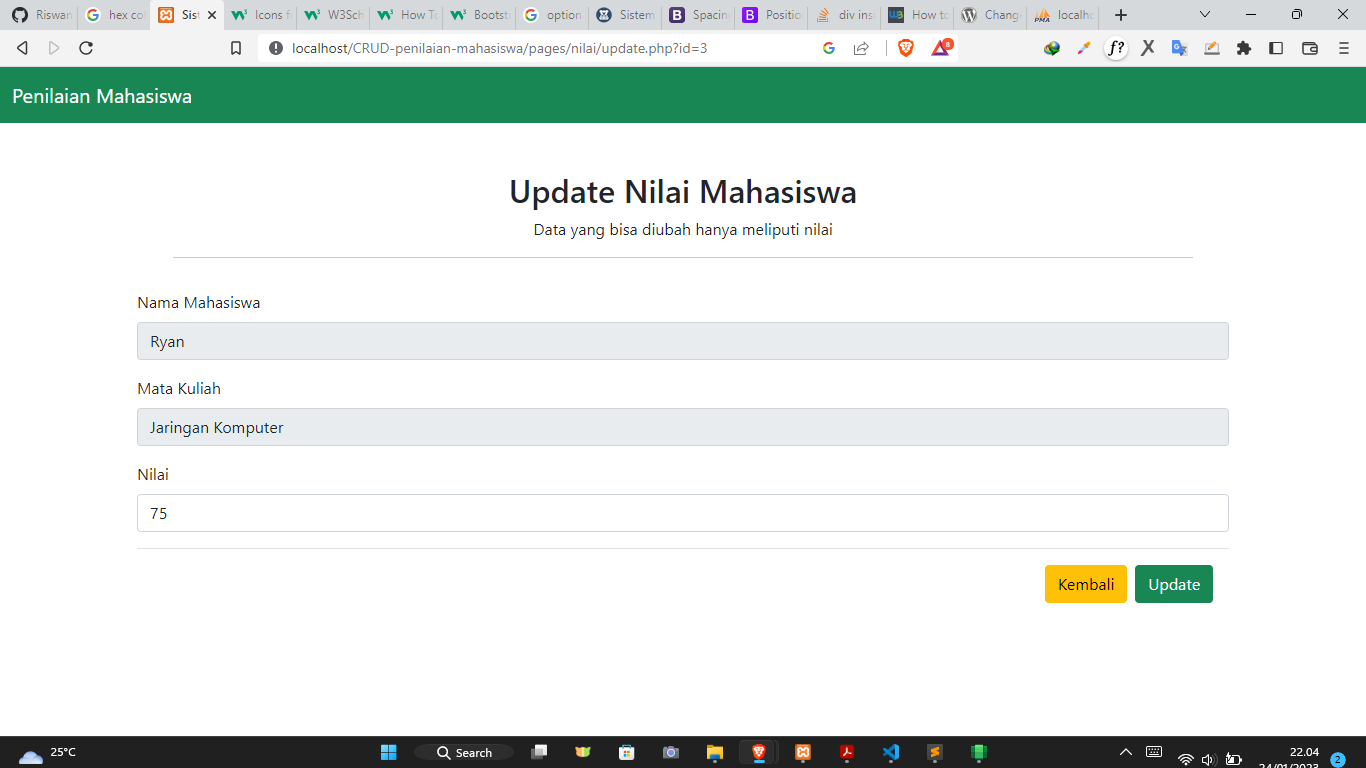 Riswan
hex co
Sist
Icons f
W3Sch
How To
Bootst
option
Sistem
Spacin
Positio
div insi
How to
Chang
localho
localhost/CRUD-penilaian-mahasiswa/pages/nilai/update.php?id=3
8
f?
Penilaian Mahasiswa
Update Nilai Mahasiswa
Data yang bisa diubah hanya meliputi nilai
Nama Mahasiswa
Ryan
Mata Kuliah
Jaringan Komputer
Nilai
75
Kembali
Update
25°C
Search
22.04
24/01/2023
2